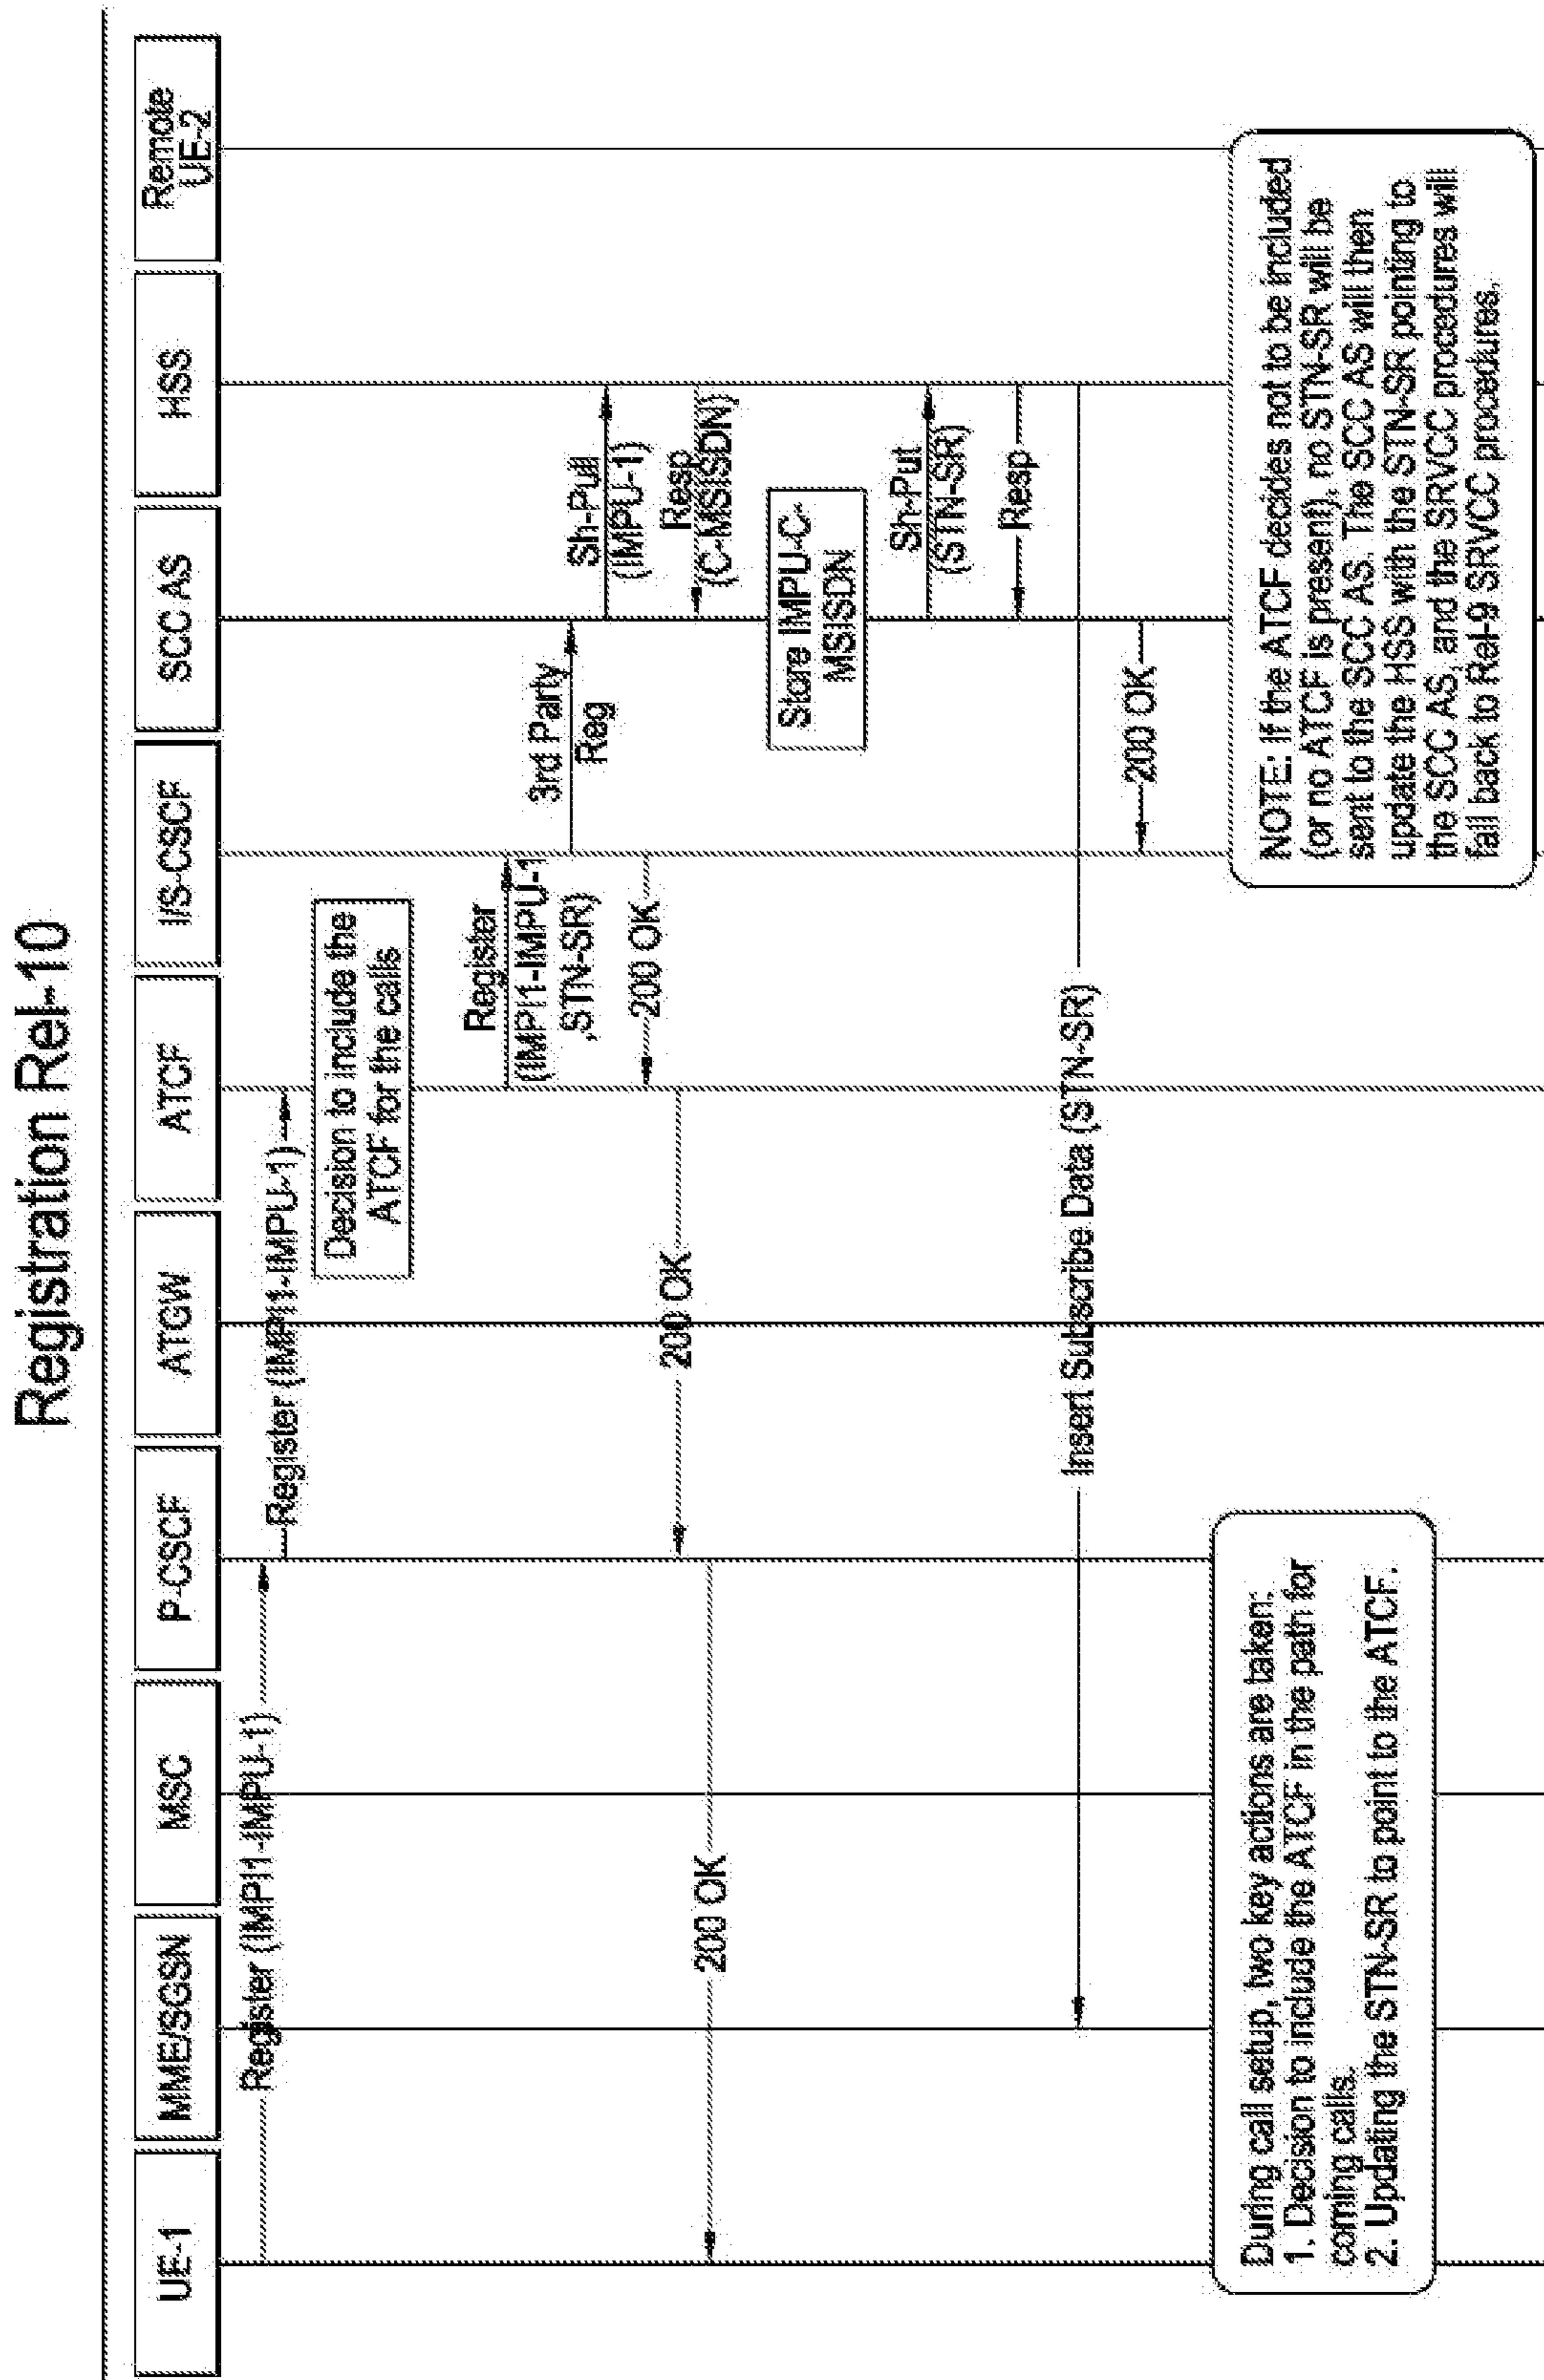 Registration Rel-10
UE-1
MME/SGSN
MSC
P-CSCF
ATGW
ATCF
I/S-CSCF
SCC AS
HSS
Remote
UE-2
Register (IMPI1-IMPU-1)
Register (IMPI1-IMPU-1)
Decision to include the
ATCF for the calls
Register
(IMPI1-IMPU-1
,STN-SR)
3rd Party
Reg
Sh-Pull
(IMPU-1)
200 OK
200 OK
200 OK
Resp
(C-MSISDN)
Store IMPU-C-
MSISDN
Sh-Put
(STN-SR)
Resp
Insert Subscribe Data (STN-SR)
200 OK
During call setup, two key actions are taken:
1. Decision to include the ATCF in the path for
coming calls.
2. Updating the STN-SR to point to the ATCF.
NOTE: If the ATCF decides not to be included
(or no ATCF is present), no STN-SR will be
sent to the SCC AS. The SCC AS will then
update the HSS with the STN-SR pointing to
the SCC AS, and the SRVCC procedures will
fall back to Rel-9 SRVCC procedures.